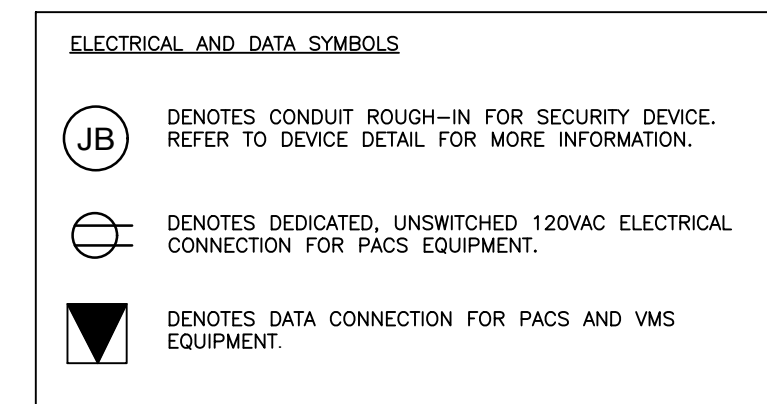 ELECTRICAL AND DATA SYMBOLS
JB
DENOTES CONDUIT ROUGH-IN FOR SECURITY DEVICE.
REFER TO DEVICE DETAIL FOR MORE INFORMATION.
DENOTES DEDICATED, UNSWITCHED 120VAC ELECTRICAL
CONNECTION FOR PACS EQUIPMENT.
DENOTES DATA CONNECTION FOR PACS AND VMS
EQUIPMENT.